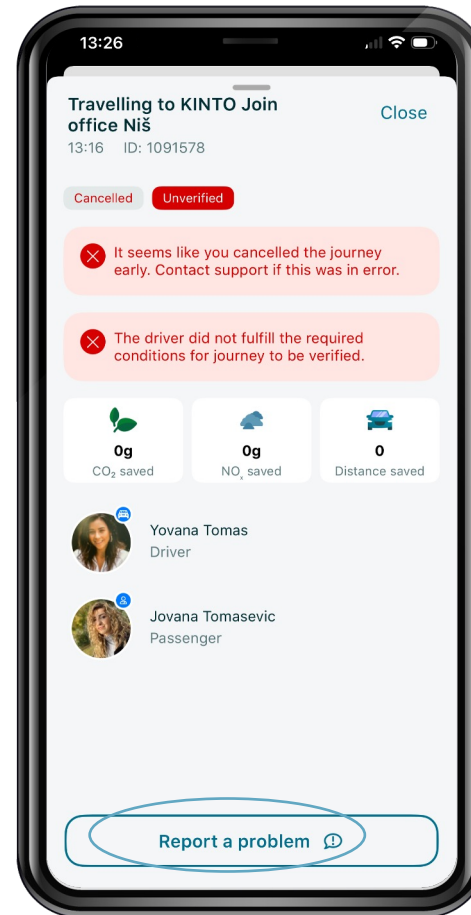 13:26
Travelling to KINTO Join
office Niš
Close
13:16 ID: 1091578
Cancelled Unverified
It seems like you cancelled the journey
early. Contact support if this was in error.
The driver did not fulfill the required
conditions for journey to be verified.
0g 0g 0
CO₂ saved NOₓ saved Distance saved
Yovana Tomas
Driver
Jovana Tomasevic
Passenger
Report a problem